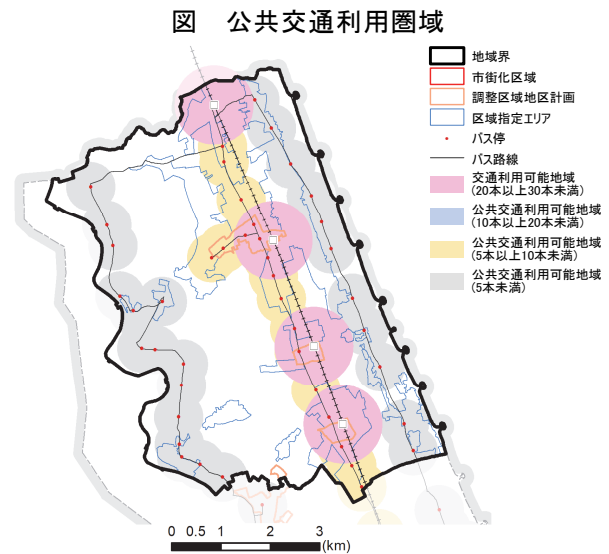 図 公共交通利用圏域
地域界
市街化区域
調整区域地区計画
区域指定エリア
バス停
バス路線
交通利用可能地域
(20本以上30本未満)
公共交通利用可能地域
(10本以上20本未満)
公共交通利用可能地域
(5本以上10本未満)
公共交通利用可能地域
(5本未満)
0 0.5 1 2 3
(km)